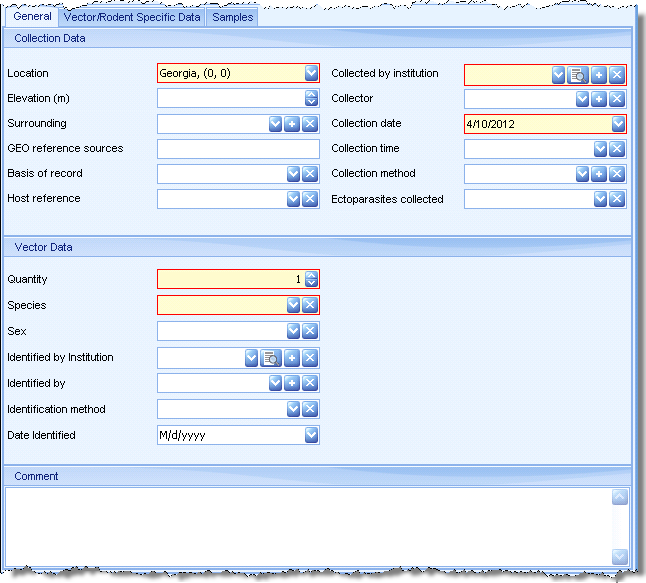 General Vector/Rodent Specific Data Samples
Collection Data
Location Georgia, (0, 0) Collected by institution
Elevation (m) Collector
Surrounding Collection date 4/10/2012
GEO reference sources Collection time
Basis of record Collection method
Host reference Ectoparasites collected
Vector Data
Quantity 1
Species
Sex
Identified by Institution
Identified by
Identification method
Date Identified M/d/yyyy
Comment